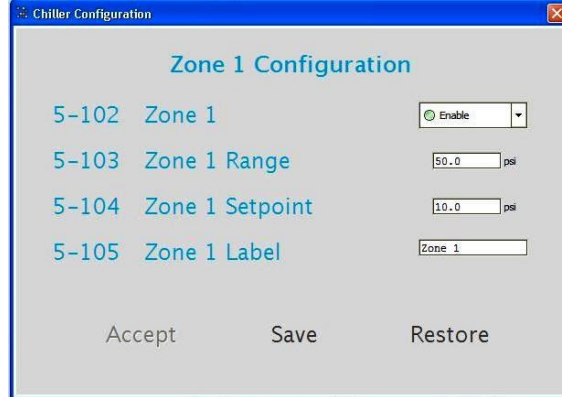 Chiller Configuration
Zone 1 Configuration
5-102 Zone 1 Enable
5-103 Zone 1 Range 50.0 psi
5-104 Zone 1 Setpoint 10.0 psi
5-105 Zone 1 Label Zone 1
Accept Save Restore